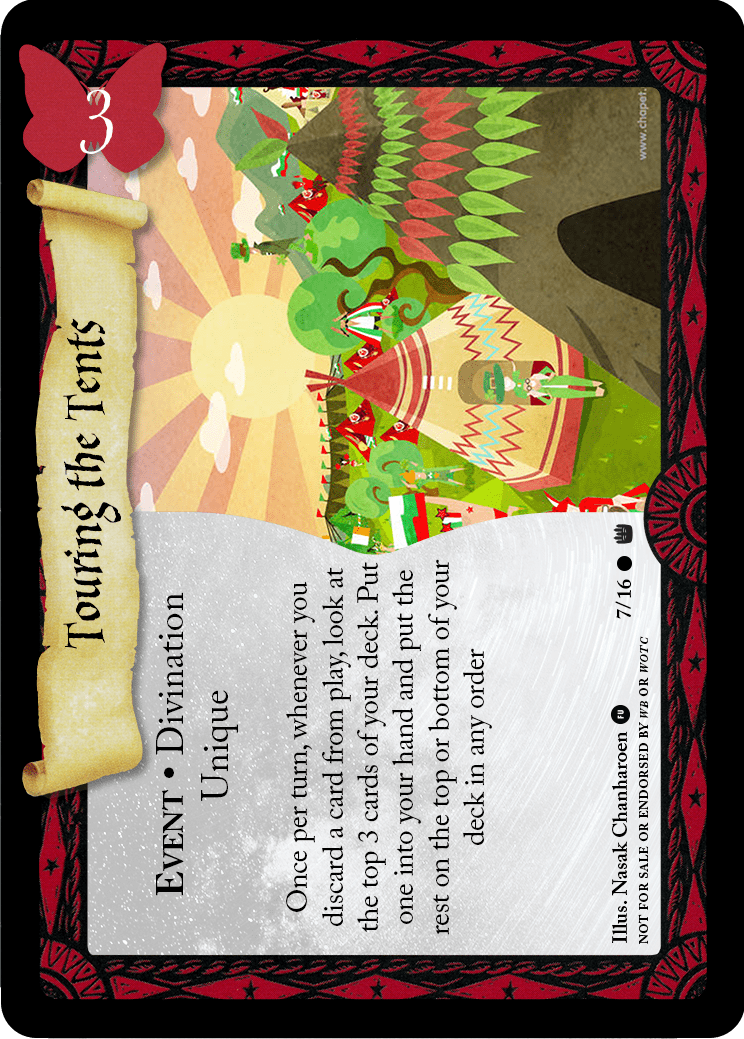 3
Touring the Tents
EVENT • Divination
Unique
Once per turn, whenever you
discard a card from play, look at
the top 3 cards of your deck. Put
one into your hand and put the
rest on the top or bottom of your
deck in any order
Illus. Nasak Chanharoen FU
7/16
NOT FOR SALE OR ENDORSED BY WB OR WOTC
www.chapet.